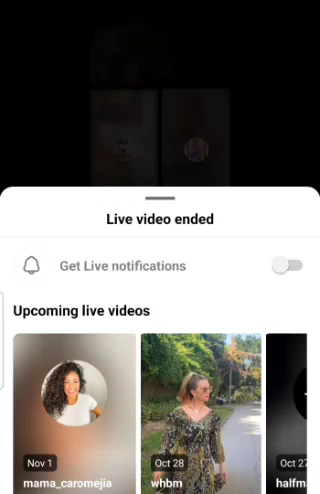 Live video ended
Get Live notifications
Upcoming live videos
Nov 1
Oct 28
Oct 27
mama_caromejia
whbm
halfm